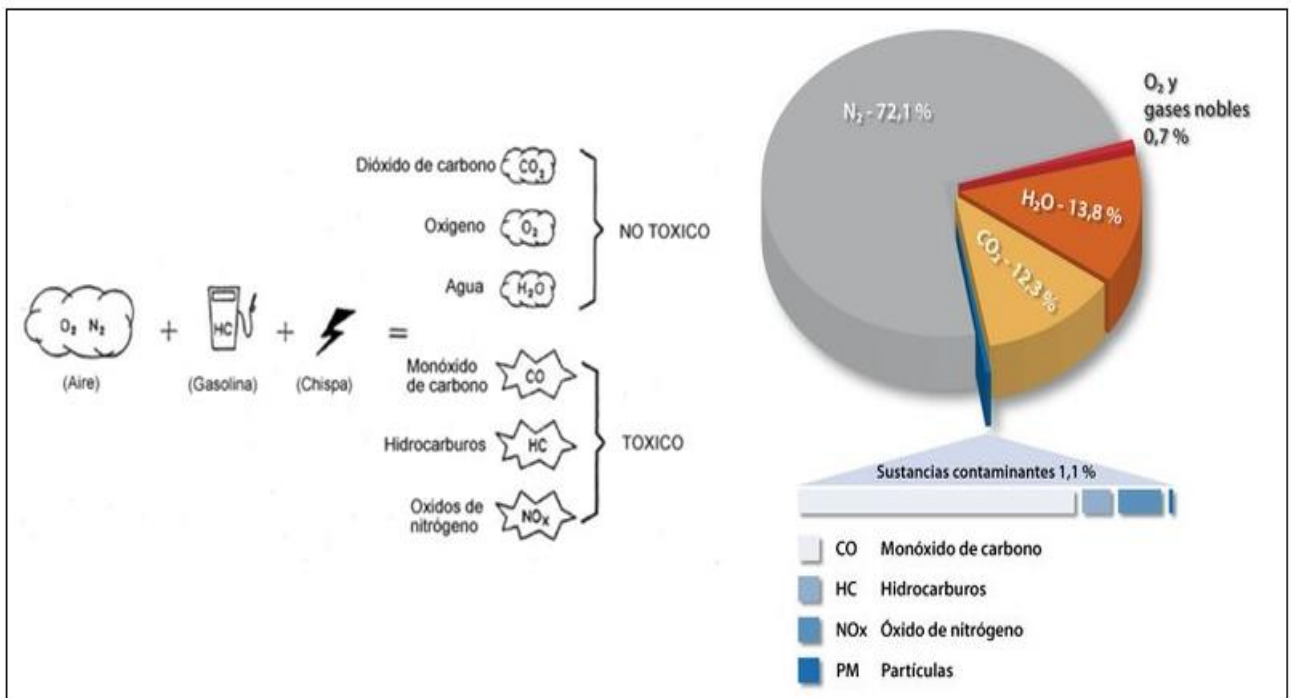 Dióxido de carbono CO₂
Oxigeno O₂
Agua H₂O
NO TOXICO
O₂ N₂
(Aire)
+
HC
(Gasolina)
+
(Chispa)
=
Monóxido
de carbono
CO
Hidrocarburos HC
Oxidos de
nitrógeno
NOx
TOXICO
N₂ - 72,1 %
O₂ y
gases nobles
0,7 %
H₂O - 13,8 %
CO₂ - 12,3 %
Sustancias contaminantes 1,1 %
CO Monóxido de carbono
HC Hidrocarburos
NOx Óxido de nitrógeno
PM Partículas